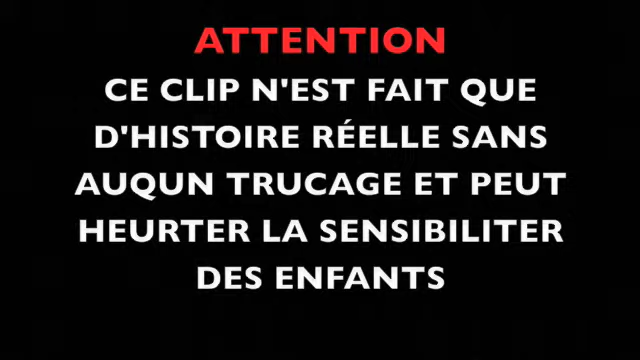 ATTENTION
CE CLIP N'EST FAIT QUE
D'HISTOIRE RÉELLE SANS
AUQUN TRUCAGE ET PEUT
HEURTER LA SENSIBILITER
DES ENFANTS